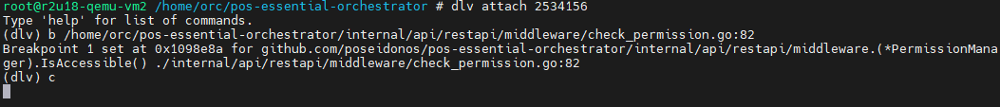 root@r2u18-qemu-vm2 /home/orc/pos-essential-orchestrator # dlv attach 2534156
Type 'help' for list of commands.
(dlv) b /home/orc/pos-essential-orchestrator/internal/api/restapi/middleware/check_permission.go:82
Breakpoint 1 set at 0x1098e8a for github.com/poseidonos/pos-essential-orchestrator/internal/api/restapi/middleware.(*PermissionMana
ger).IsAccessible() ./internal/api/restapi/middleware/check_permission.go:82
(dlv) c